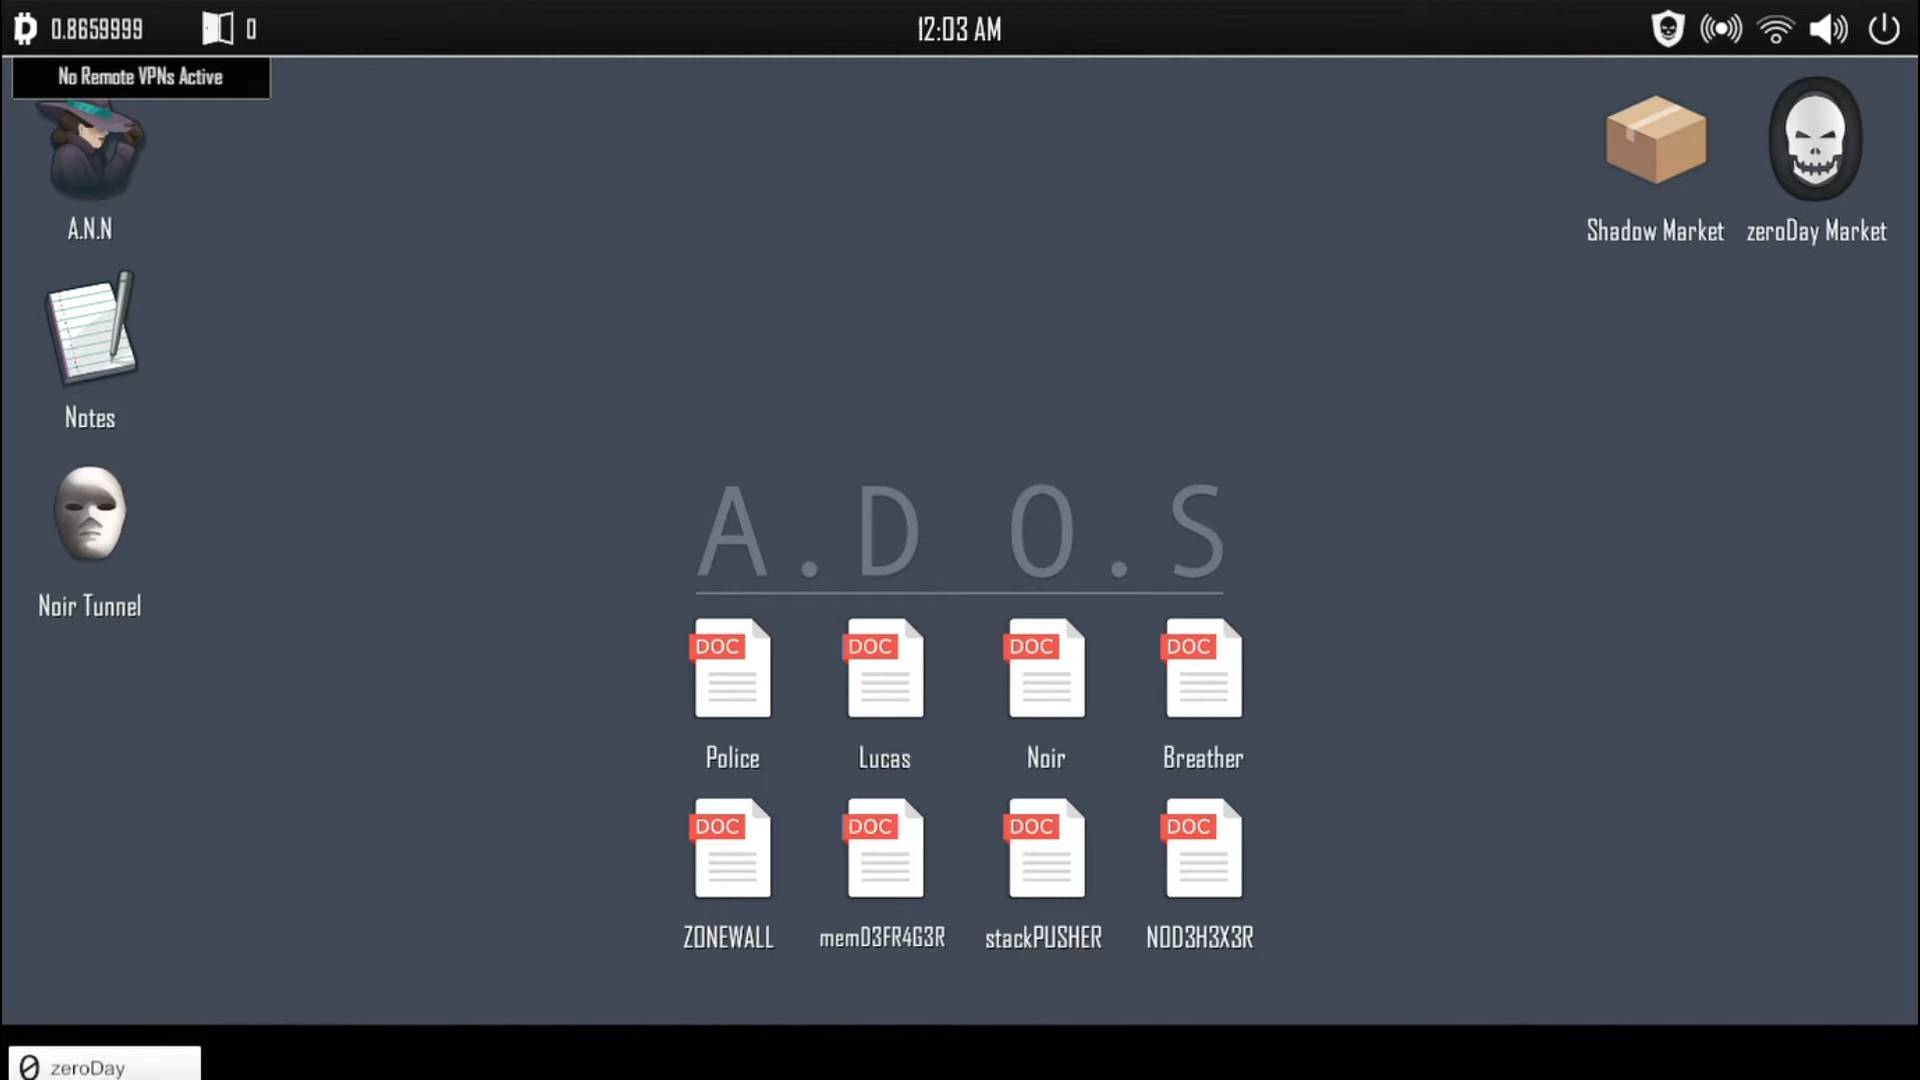 0.8659999
0
12:03 AM
No Remote VPNs Active
A.N.N
Shadow Market
zeroDay Market
Notes
Noir Tunnel
A.D O.S
DOC
DOC
DOC
DOC
Police
Lucas
Noir
Breather
DOC
DOC
DOC
DOC
ZONEWALL
memD3FR4G3R
stackPUSHER
NOD3H3X3R
zeroDay